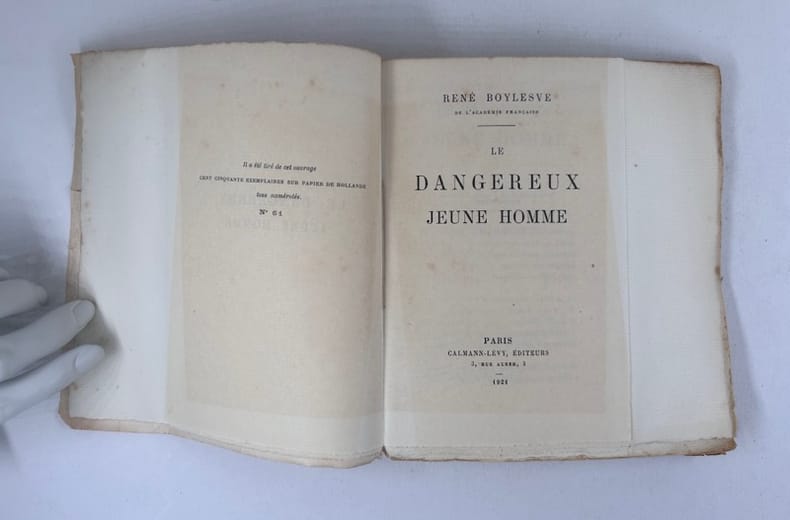 Il a été tiré de cet ouvrage
CENT CINQUANTE EXEMPLAIRES SUR PAPIER DE HOLLANDE
tous numérotés.
N° 61
RENÉ BOYLESVE
DE L'ACADÉMIE FRANÇAISE
LE
DANGEREUX
JEUNE HOMME
PARIS
CALMANN-LÉVY, ÉDITEURS
3, RUE AUBER, 3
1921